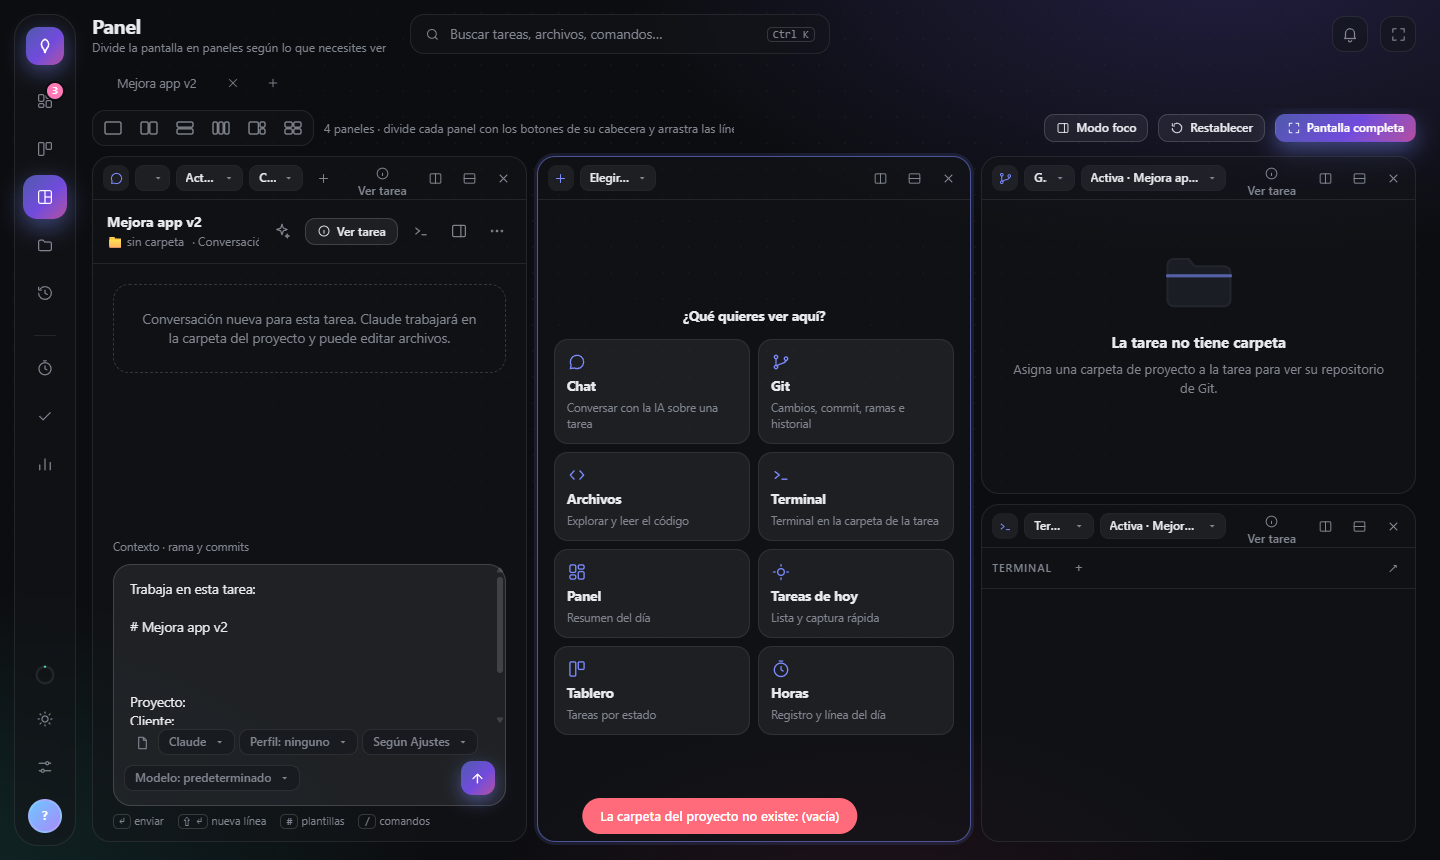 Panel
Divide la pantalla en paneles según lo que necesites ver
Buscar tareas, archivos, comandos...
Ctrl K
3
Mejora app v2
4 paneles · divide cada panel con los botones de su cabecera y arrastra las
Modo foco
Restablecer
Pantalla completa
Act...
C...
Ver tarea
Mejora app v2
sin carpeta · Conversació
Ver tarea
Conversación nueva para esta tarea. Claude trabajará en
la carpeta del proyecto y puede editar archivos.
Contexto · rama y commits
Trabaja en esta tarea:
# Mejora app v2
Proyecto:
Cliente:
Claude
Perfil: ninguno
Según Ajustes
Modelo: predeterminado
enviar
nueva línea
# plantillas
/ comandos
?
Elegir...
¿Qué quieres ver aquí?
Chat
Conversar con la IA sobre una
tarea
Git
Cambios, commit, ramas e
historial
Archivos
Explorar y leer el código
Terminal
Terminal en la carpeta de la tarea
Panel
Resumen del día
Tareas de hoy
Lista y captura rápida
Tablero
Tareas por estado
Horas
Registro y línea del día
La carpeta del proyecto no existe: (vacía)
G.
Activa · Mejora ap...
Ver tarea
La tarea no tiene carpeta
Asigna una carpeta de proyecto a la tarea para ver su repositorio
de Git.
Ter...
Activa · Mejor...
Ver tarea
TERMINAL